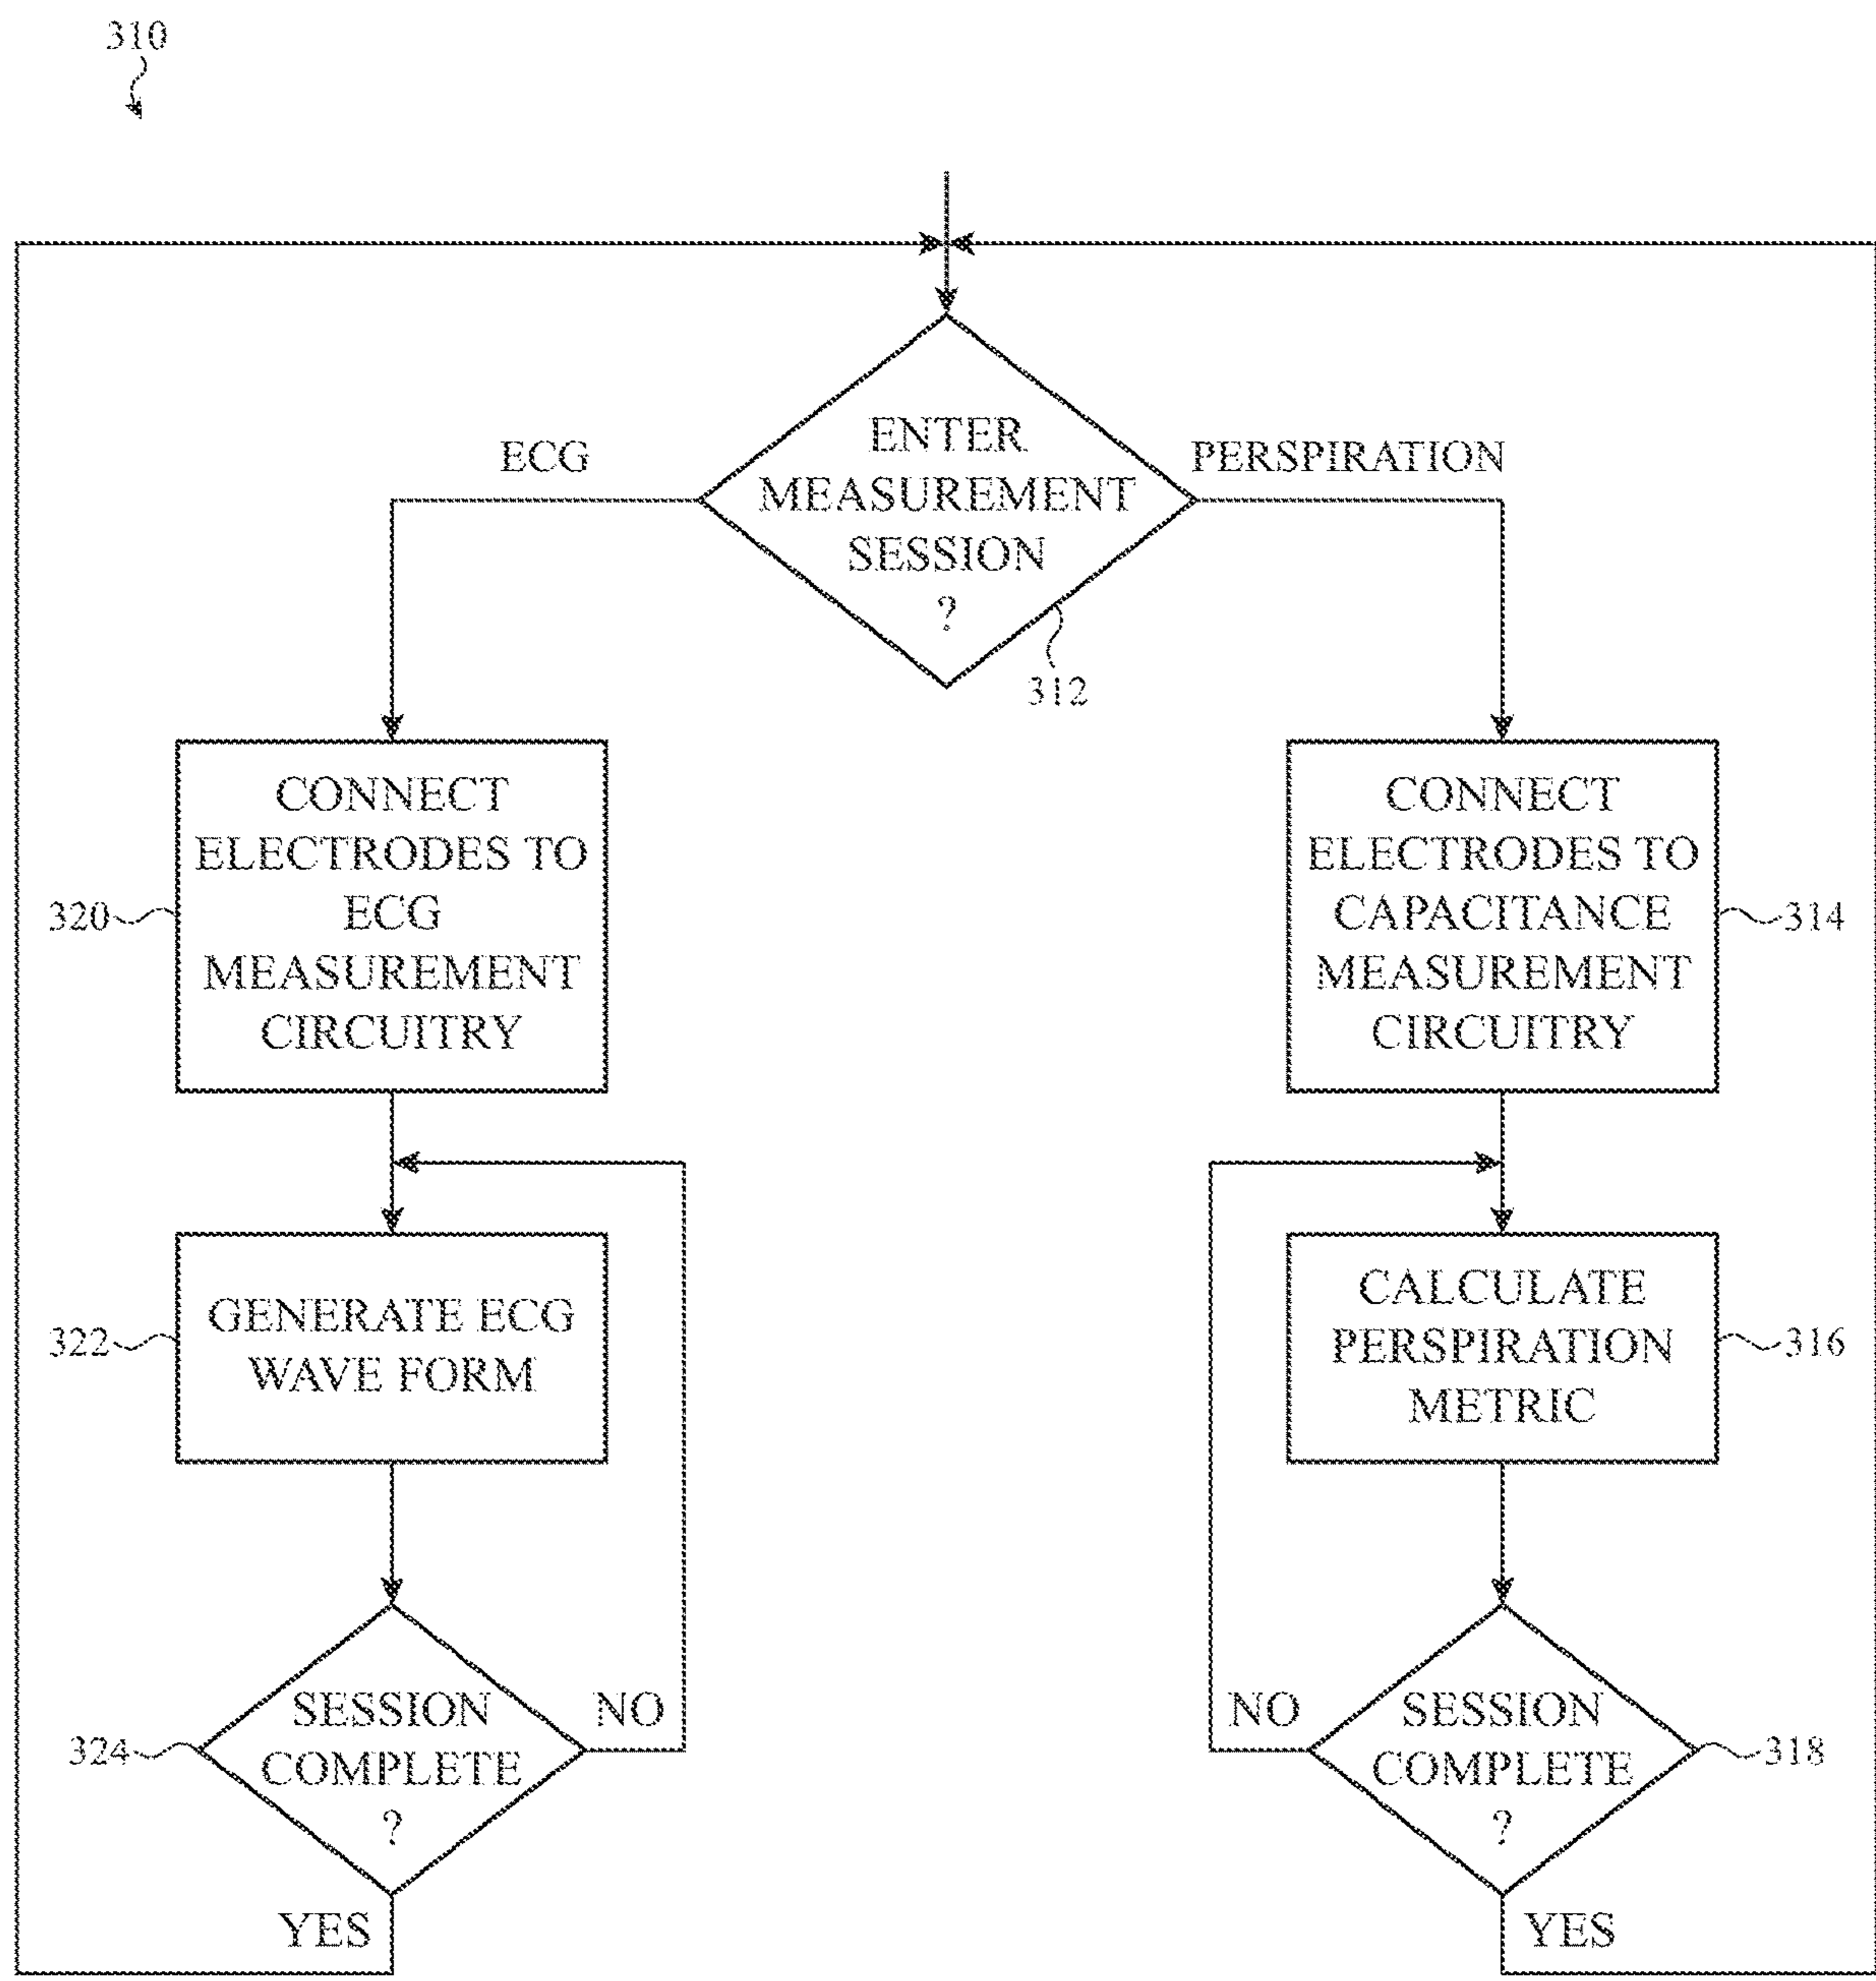 310
ENTER
MEASUREMENT
SESSION
?
312
ECG
PERSPIRATION
CONNECT
ELECTRODES TO
ECG
MEASUREMENT
CIRCUITRY
320
CONNECT
ELECTRODES TO
CAPACITANCE
MEASUREMENT
CIRCUITRY
314
GENERATE ECG
WAVE FORM
322
CALCULATE
PERSPIRATION
METRIC
316
SESSION
COMPLETE
?
324
NO
YES
SESSION
COMPLETE
?
318
NO
YES